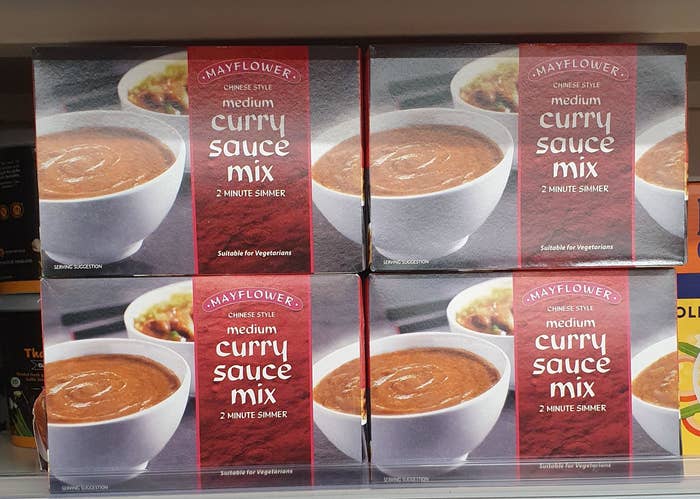 MAYFLOWER
CHINESE STYLE
medium
curry
sauce
mix
2 MINUTE SIMMER
Suitable for Vegetarians
SERVING SUGGESTION
MAYFLOWER
CHINESE STYLE
medium
curry
sauce
mix
2 MINUTE SIMMER
Suitable for Vegetarians
SERVING SUGGESTION
MAYFLOWER
CHINESE STYLE
medium
curry
sauce
mix
2 MINUTE SIMMER
Suitable for Vegetarians
SERVING SUGGESTION
MAYFLOWER
CHINESE STYLE
medium
curry
sauce
mix
2 MINUTE SIMMER
Suitable for Vegetarians
SERVING SUGGESTION